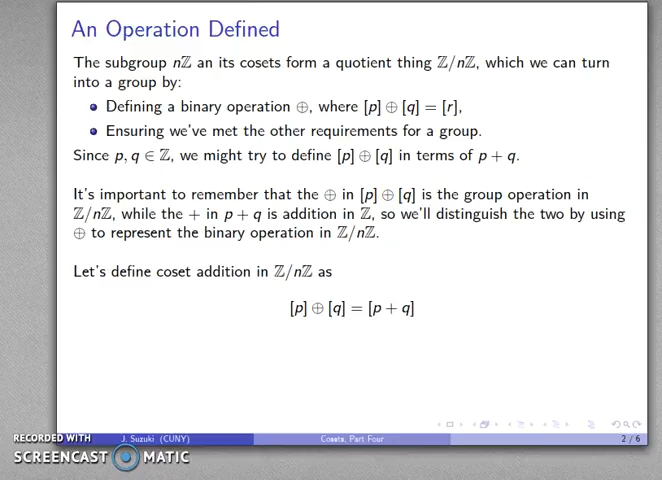 An Operation Defined
The subgroup nℤ an its cosets form a quotient thing ℤ/nℤ, which we can turn
into a group by:
• Defining a binary operation ⊕, where [p] ⊕ [q] = [r],
• Ensuring we've met the other requirements for a group.
Since p, q ∈ ℤ, we might try to define [p] ⊕ [q] in terms of p + q.
It's important to remember that the ⊕ in [p] ⊕ [q] is the group operation in
ℤ/nℤ, while the + in p + q is addition in ℤ, so we'll distinguish the two by using
⊕ to represent the binary operation in ℤ/nℤ.
Let's define coset addition in ℤ/nℤ as
[p] ⊕ [q] = [p + q]
RECORDED WITH
J. Suzuki (CUNY) Cosets, Part Four 2 / 6
SCREENCAST MATIC